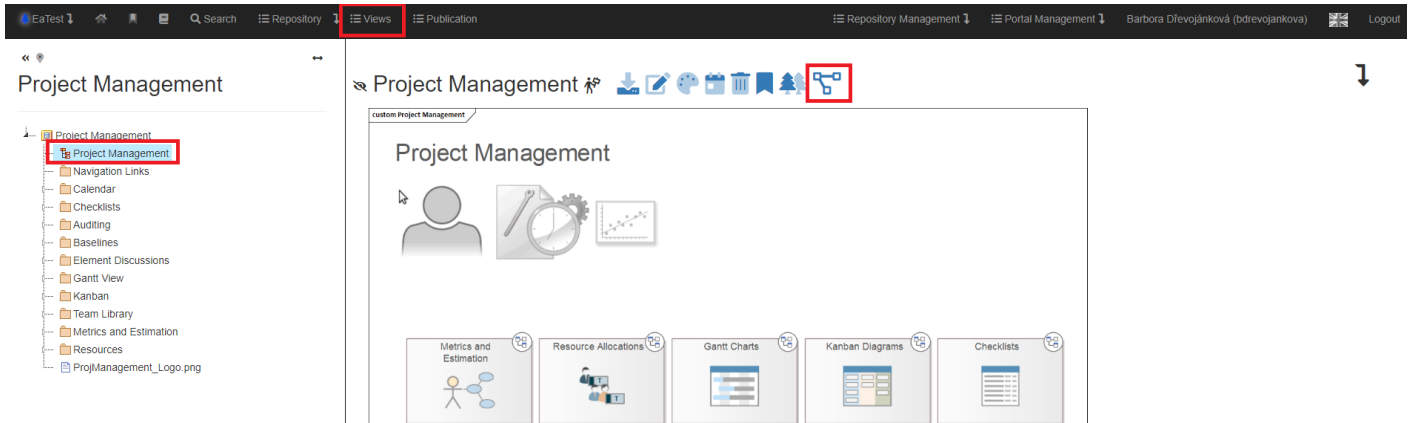 EaTest
Search
Repository
Views
Publication
Repository Management
Portal Management
Barbora Dřevojánková (bdrevojankova)
Logout
Project Management
Project Management
Project Management
Navigation Links
Calendar
Checklists
Auditing
Baselines
Element Discussions
Gantt View
Kanban
Team Library
Metrics and Estimation
Resources
ProjManagement_Logo.png
Project Management
custom Project Management
Project Management
Metrics and
Estimation
Resource Allocations
Gantt Charts
Kanban Diagrams
Checklists